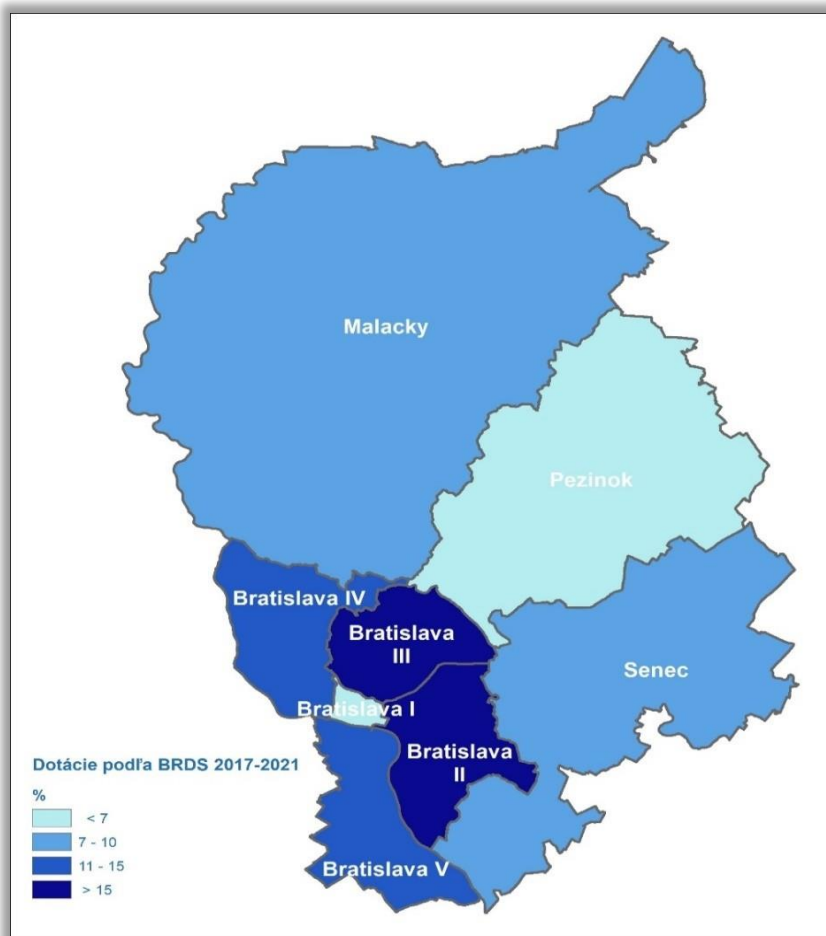 Malacky
Pezinok
Bratislava IV
Bratislava
III
Senec
Bratislava I
Bratislava
II
Bratislava V
Dotácie podľa BRDS 2017-2021
%
< 7
7 - 10
11 - 15
> 15